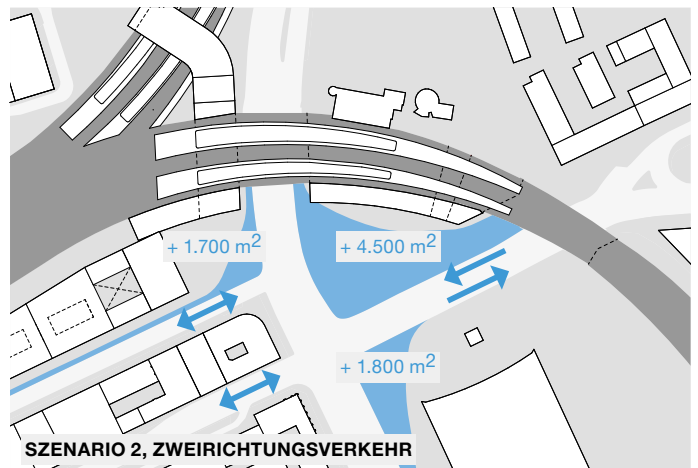 + 1.700 m²
+ 4.500 m²
+ 1.800 m²
SZENARIO 2, ZWEIRICHTUNGSVERKEHR